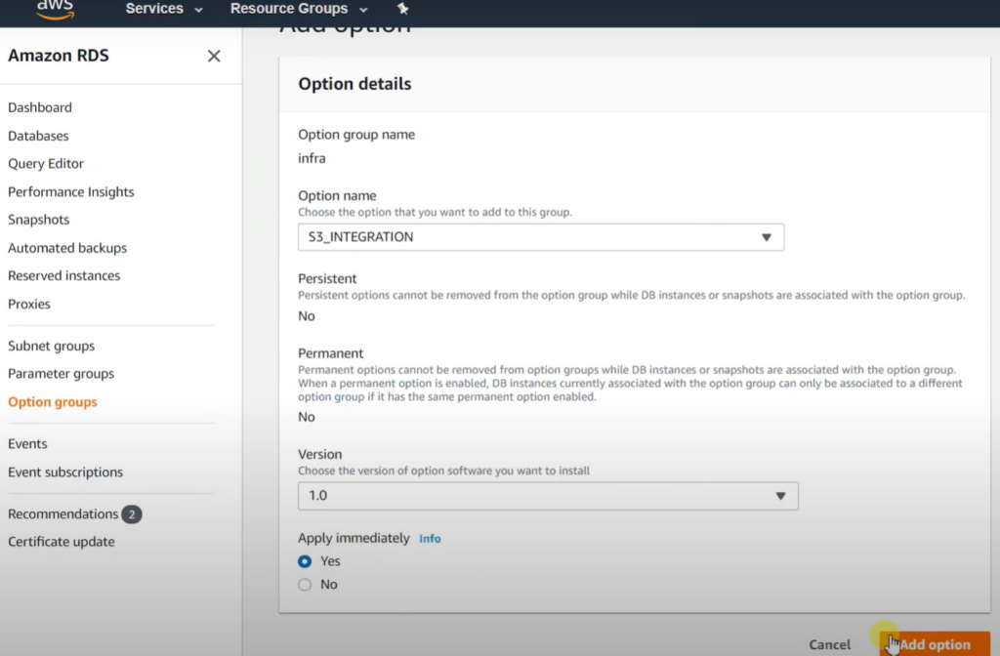 aws
Services
Resource Groups
Add option
Amazon RDS
Dashboard
Databases
Query Editor
Performance Insights
Snapshots
Automated backups
Reserved instances
Proxies
Subnet groups
Parameter groups
Option groups
Events
Event subscriptions
Recommendations 2
Certificate update
Option details
Option group name
infra
Option name
Choose the option that you want to add to this group.
S3_INTEGRATION
Persistent
Persistent options cannot be removed from the option group while DB instances or snapshots are associated with the option group.
No
Permanent
Permanent options cannot be removed from option groups while DB instances or snapshots are associated with the option group.
When a permanent option is enabled, DB instances currently associated with the option group can only be associated to a different
option group if it has the same permanent option enabled.
No
Version
Choose the version of option software you want to install
1.0
Apply immediately Info
Yes
No
Cancel
Add option